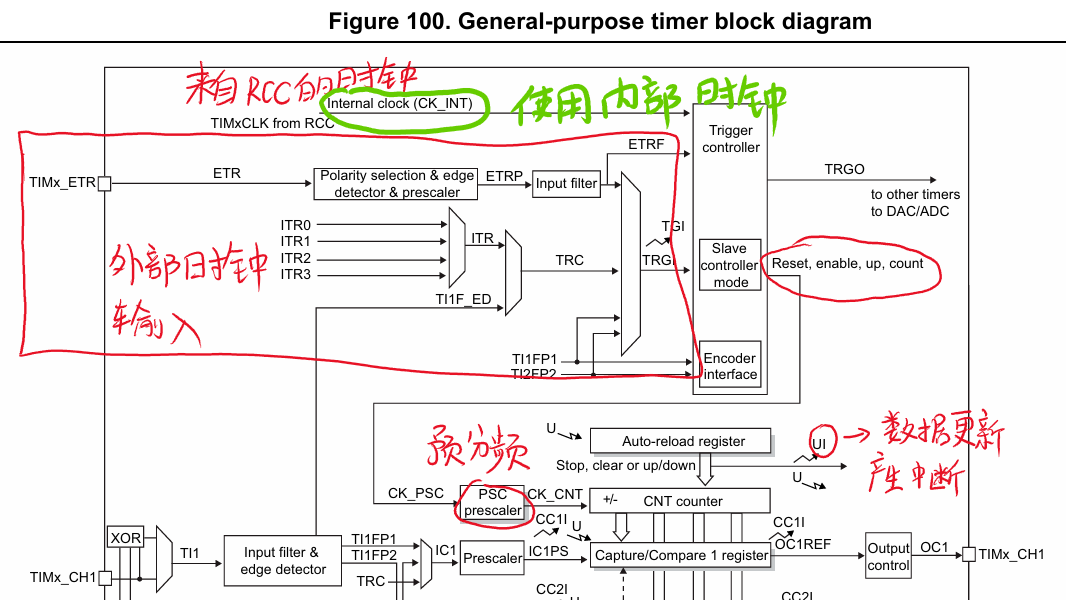 Figure 100. General-purpose timer block diagram
来自RCC的时钟
Internal clock (CK_INT)
使用内部时钟
TIMxCLK from RCC
Trigger
controller
ETRF
TIMx_ETR
ETR
Polarity selection & edge
detector & prescaler
ETRP
Input filter
TRGO
to other timers
to DAC/ADC
ITR0
ITR1
ITR2
ITR3
ITR
TGI
TRC
TRGI
Slave
controller
mode
Reset, enable, up, count
外部时钟
输入
TI1F_ED
TI1FP1
TI2FP2
Encoder
interface
预分频
U
Auto-reload register
UI
数据更新
产生中断
Stop, clear or up/down
U
CK_PSC
PSC
prescaler
CK_CNT
+/-
CNT counter
CC1I
U
CC1I
XOR
TI1
Input filter &
edge detector
TI1FP1
TI1FP2
TRC
IC1
Prescaler
IC1PS
Capture/Compare 1 register
OC1REF
Output
control
OC1
TIMx_CH1
TIMx_CH1
CC2I
U
CC2I